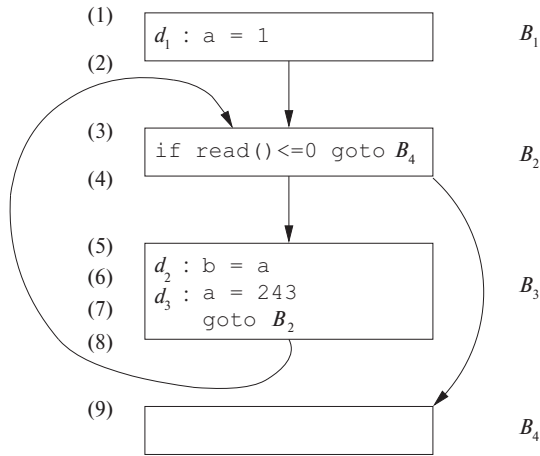 (1)
d₁ : a = 1 B₁
(2)
(3)
if read()<=0 goto B₄ B₂
(4)
(5)
d₂ : b = a
(6) B₃
d₃ : a = 243
(7) goto B₂
(8)
(9)
B₄